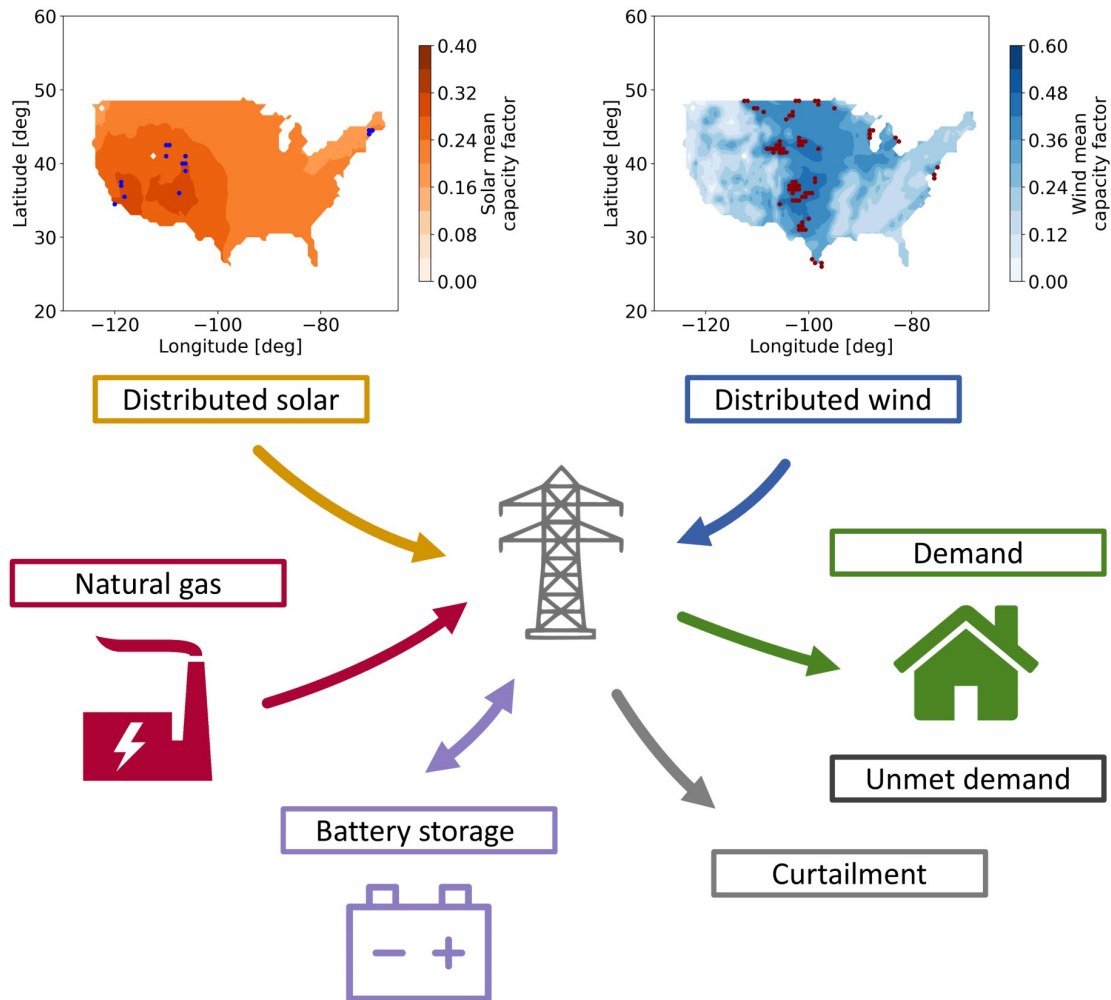 60
50
40
30
20
Latitude [deg]
−120
−100
−80
Longitude [deg]
0.40
0.32
0.24
0.16
0.08
0.00
Solar mean
capacity factor
60
50
40
30
20
Latitude [deg]
−120
−100
−80
Longitude [deg]
0.60
0.48
0.36
0.24
0.12
0.00
Wind mean
capacity factor
Distributed solar
Distributed wind
Natural gas
Demand
Unmet demand
Battery storage
Curtailment